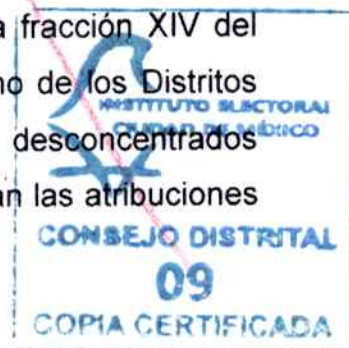 a fracción XIV del
no de los Distritos
INSTITUTO ELECTORAL
CIUDAD DE MÉXICO
desconcentrados
an las atribuciones
CONSEJO DISTRITAL
09
COPIA CERTIFICADA